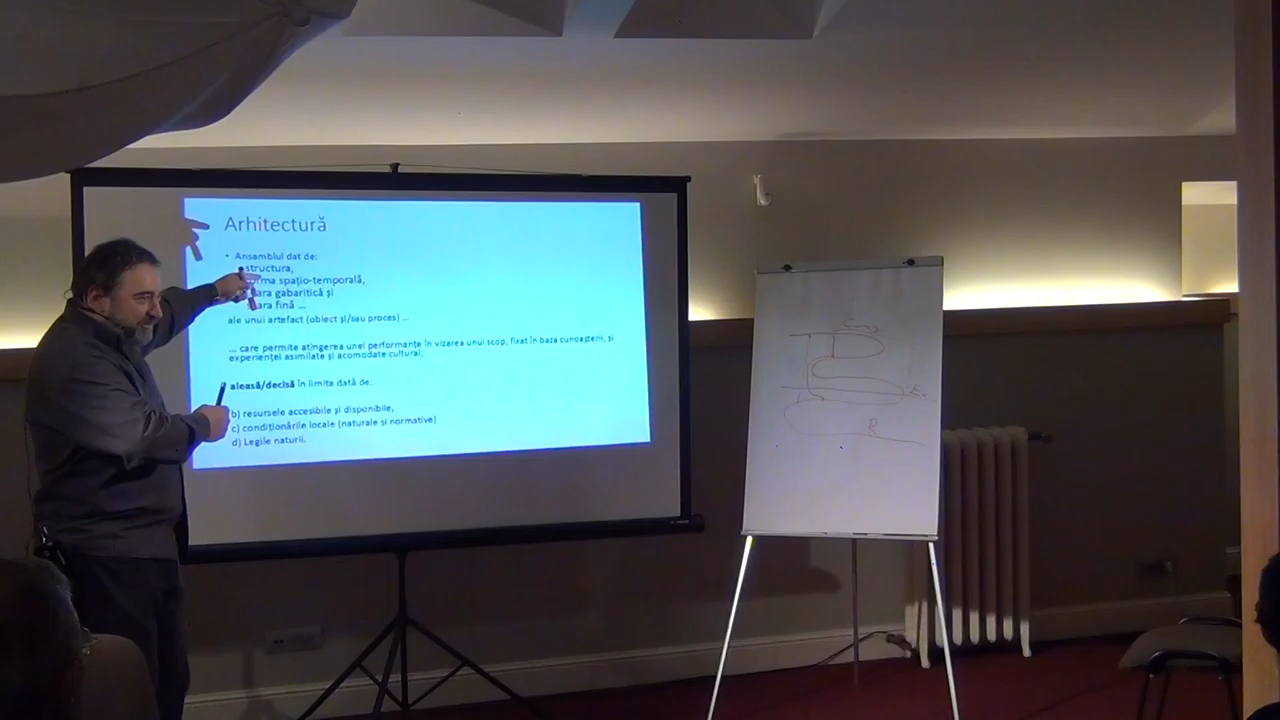 Arhitectură
• Ansamblul dat de:
structura,
forma spațio-temporală,
gabaritică și
fină ...
ale unui artefact (obiect și/sau proces) ...
... care permite atingerea unei performanțe în vizarea unui scop, fixat în baza cunoașterii, și
experienței asimilate și acomodate cultural;
aleasă/decisă în limita dată de:
b) resursele accesibile și disponibile,
c) condiționările locale (naturale și normative)
d) Legile naturii.
R